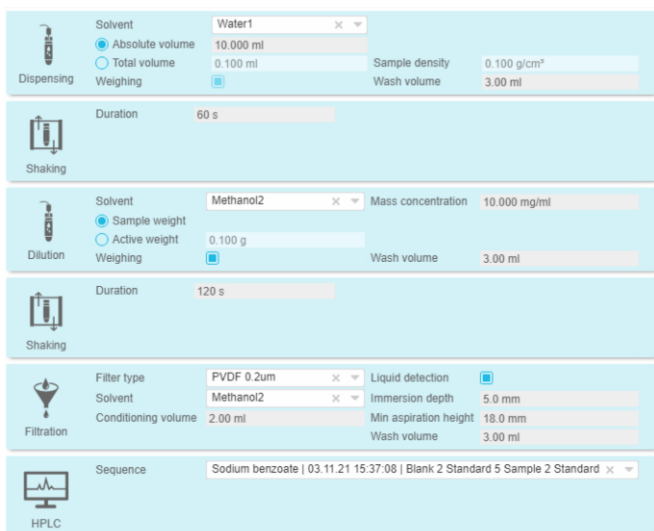 Solvent Water1
Absolute volume 10.000 ml
Total volume 0.100 ml Sample density 0.100 g/cm³
Dispensing Weighing Wash volume 3.00 ml
Duration 60 s
Shaking
Solvent Methanol2 Mass concentration 10.000 mg/ml
Sample weight
Active weight 0.100 g
Dilution Weighing Wash volume 3.00 ml
Duration 120 s
Shaking
Filter type PVDF 0.2um Liquid detection
Solvent Methanol2 Immersion depth 5.0 mm
Conditioning volume 2.00 ml Min aspiration height 18.0 mm
Filtration Wash volume 3.00 ml
Sequence Sodium benzoate | 03.11.21 15:37:08 | Blank 2 Standard 5 Sample 2 Standard
HPLC